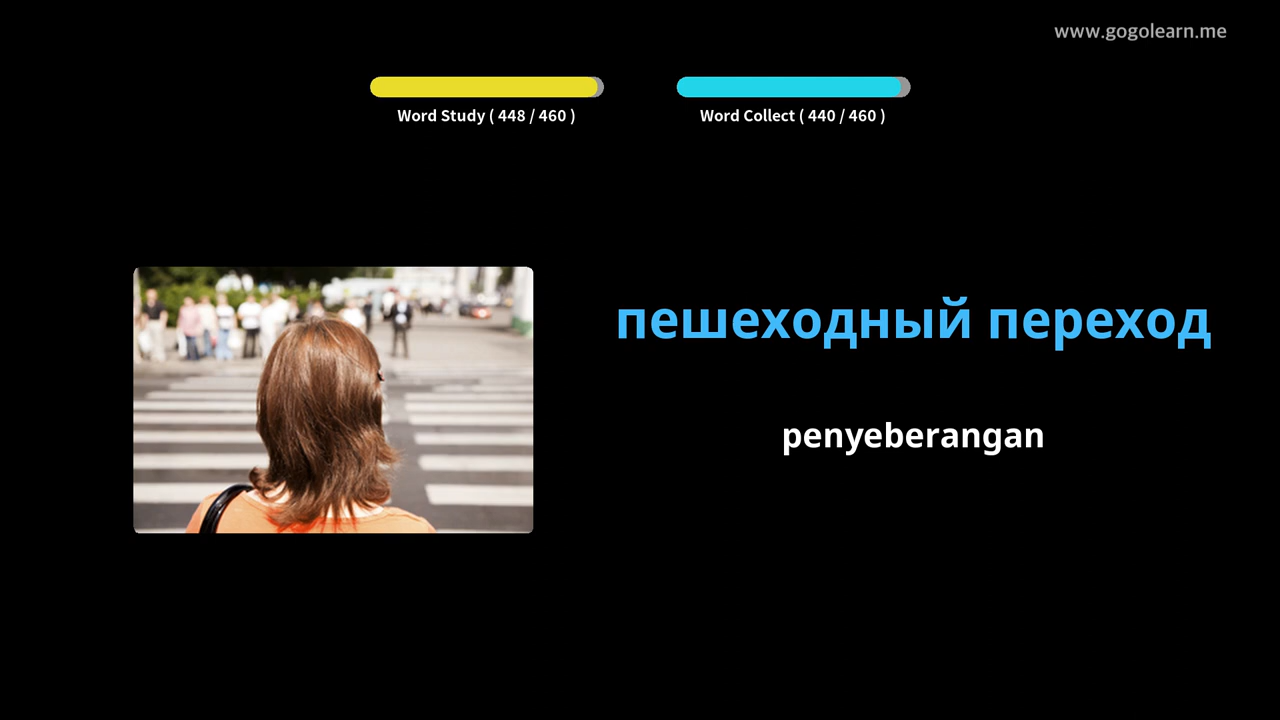 www.gogolearn.me
Word Study ( 448 / 460 )
Word Collect ( 440 / 460 )
пешеходный переход
penyeberangan